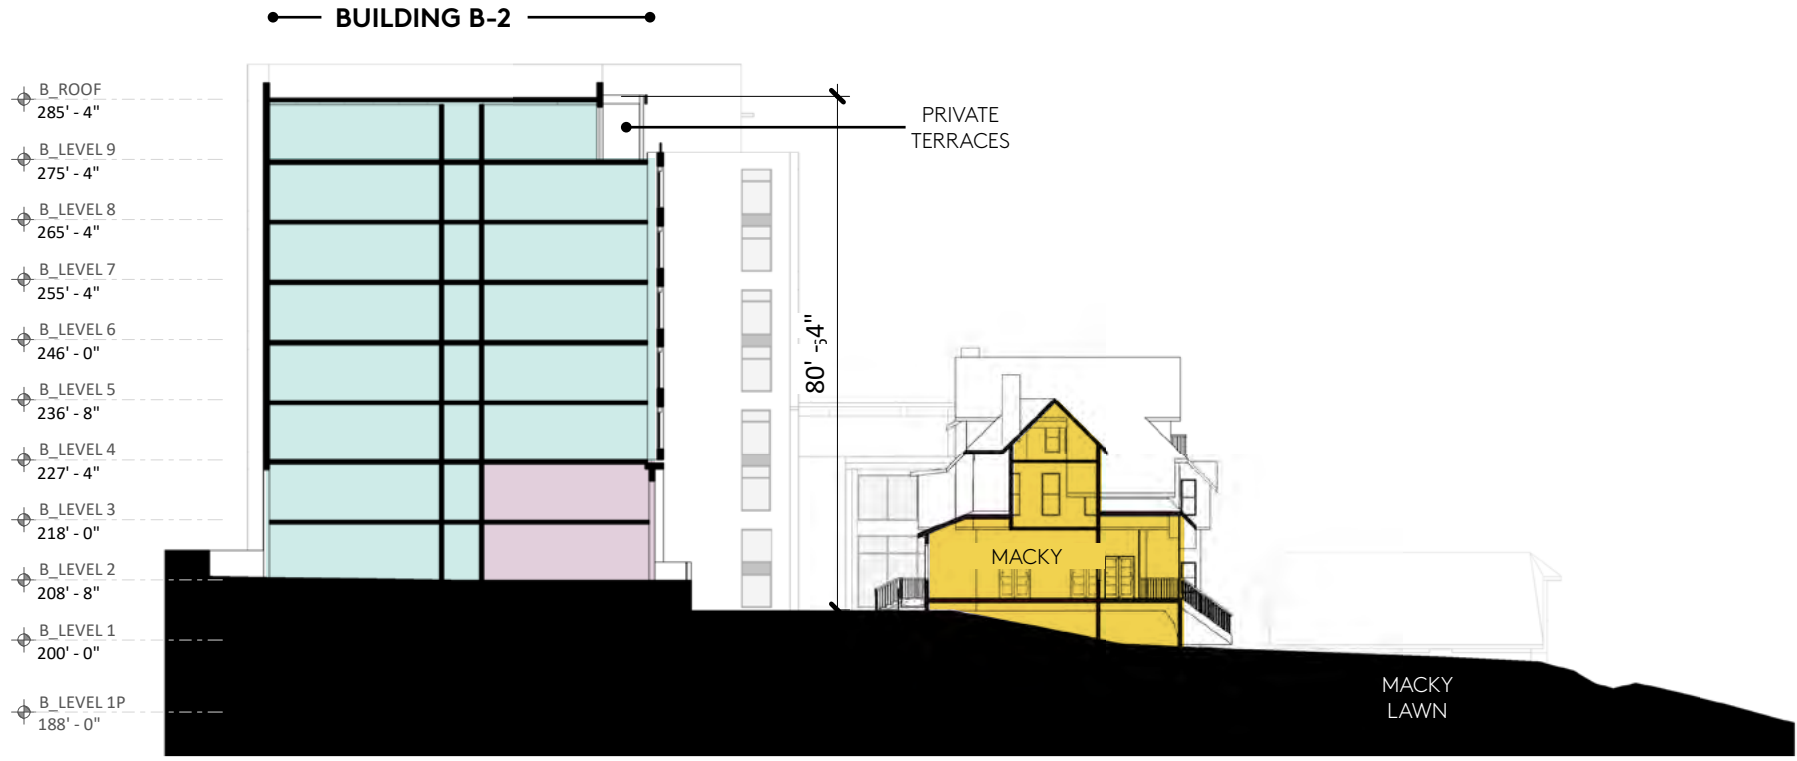 BUILDING B-2
B_ROOF
285' - 4"
B_LEVEL 9
275' - 4"
B_LEVEL 8
265' - 4"
B_LEVEL 7
255' - 4"
B_LEVEL 6
246' - 0"
B_LEVEL 5
236' - 8"
B_LEVEL 4
227' - 4"
B_LEVEL 3
218' - 0"
B_LEVEL 2
208' - 8"
B_LEVEL 1
200' - 0"
B_LEVEL 1P
188' - 0"
PRIVATE
TERRACES
80' - 4"
MACKY
MACKY
LAWN